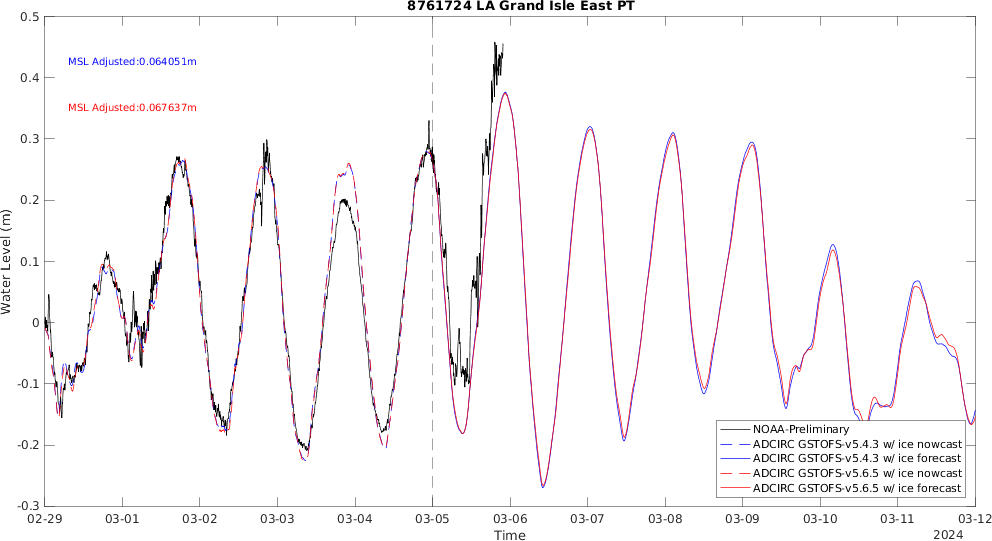 8761724 LA Grand Isle East PT
MSL Adjusted:0.064051m
MSL Adjusted:0.067637m
Water Level (m)
0.5
0.4
0.3
0.2
0.1
0
-0.1
-0.2
-0.3
NOAA-Preliminary
ADCIRC GSTOFS-v5.4.3 w/ ice nowcast
ADCIRC GSTOFS-v5.4.3 w/ ice forecast
ADCIRC GSTOFS-v5.6.5 w/ ice nowcast
ADCIRC GSTOFS-v5.6.5 w/ ice forecast
02-29 03-01 03-02 03-03 03-04 03-05 03-06 03-07 03-08 03-09 03-10 03-11 03-12
Time
2024